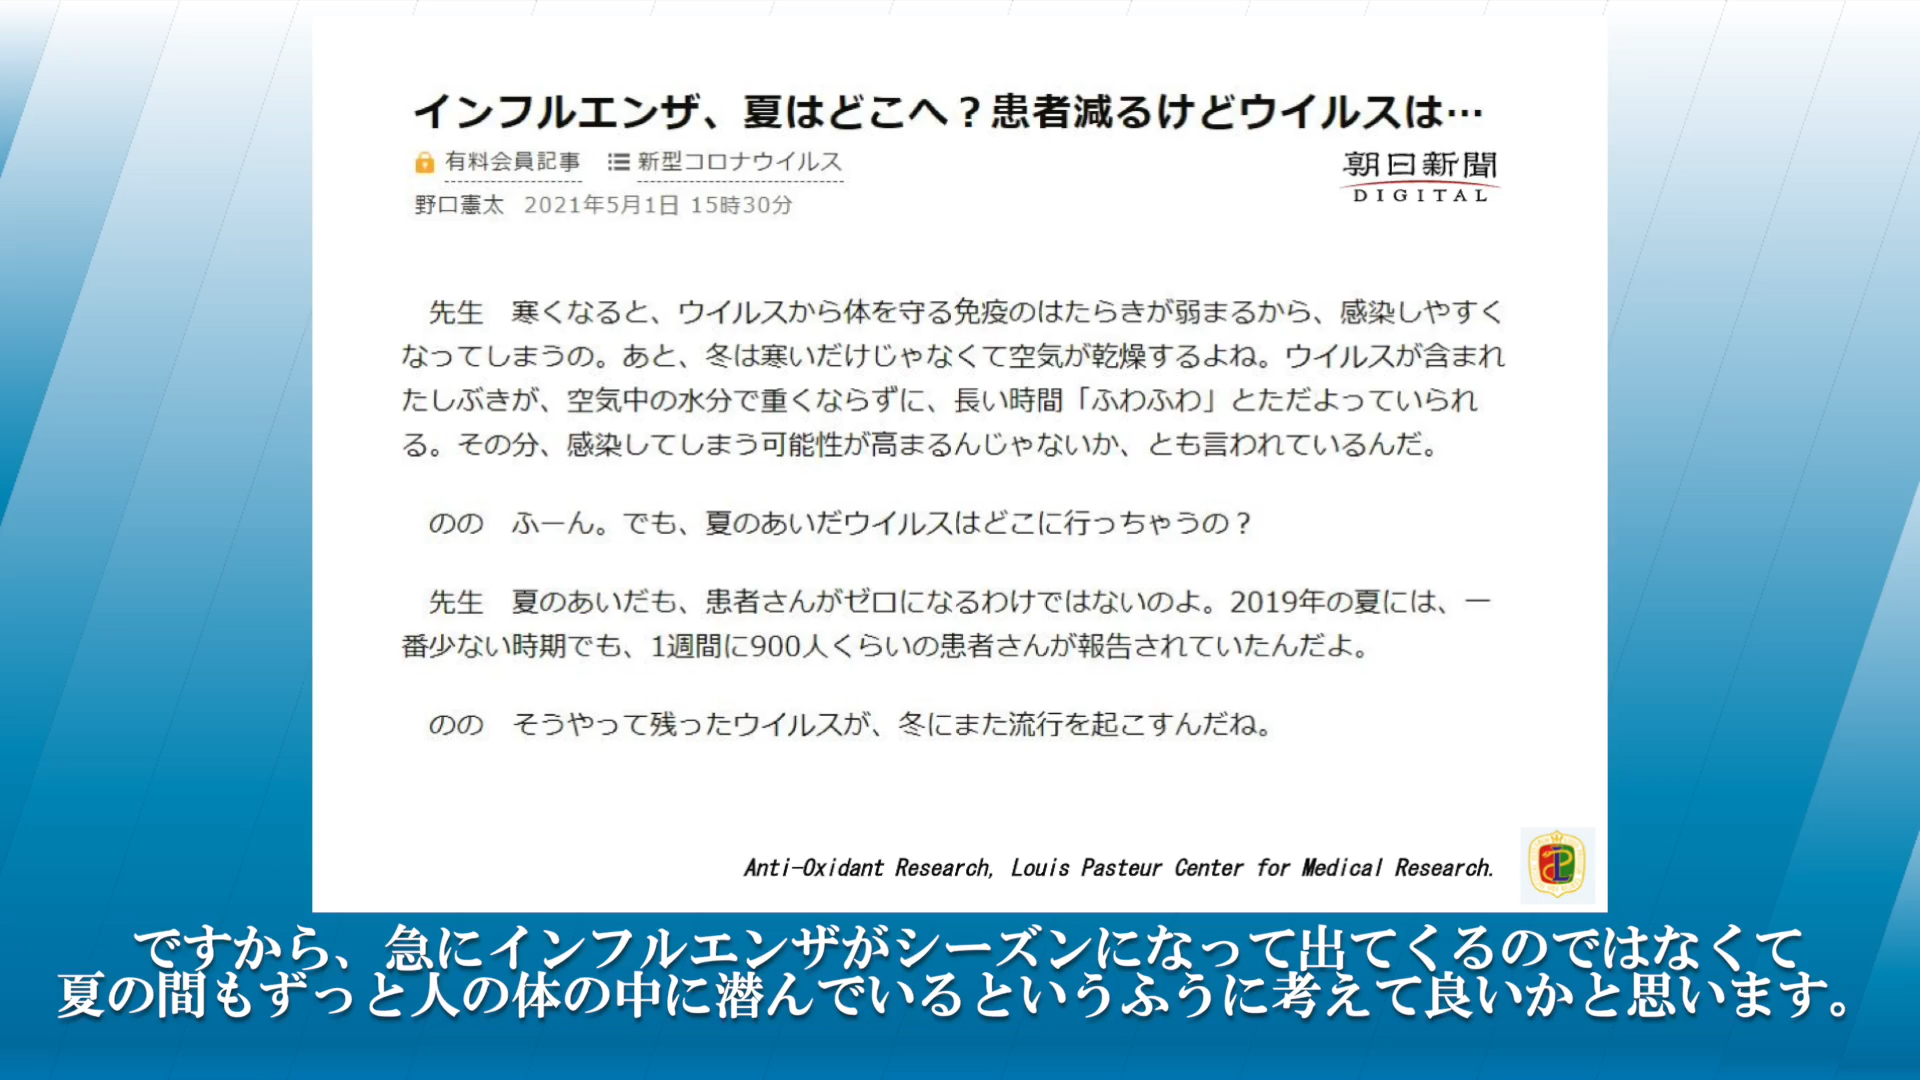 インフルエンザ、夏はどこへ？患者減るけどウイルスは…
有料会員記事 新型コロナウイルス
朝日新聞
DIGITAL
野口憲太 2021年5月1日 15時30分
先生　寒くなると、ウイルスから体を守る免疫のはたらきが弱まるから、感染しやすく
なってしまうの。あと、冬は寒いだけじゃなくて空気が乾燥するよね。ウイルスが含まれ
たしぶきが、空気中の水分で重くならずに、長い時間「ふわふわ」とただよっていられ
る。その分、感染してしまう可能性が高まるんじゃないか、とも言われているんだ。
のの　ふーん。でも、夏のあいだウイルスはどこに行っちゃうの？
先生　夏のあいだも、患者さんがゼロになるわけではないのよ。2019年の夏には、一
番少ない時期でも、1週間に900人くらいの患者さんが報告されていたんだよ。
のの　そうやって残ったウイルスが、冬にまた流行を起こすんだね。
Anti-Oxidant Research, Louis Pasteur Center for Medical Research.
ですから、急にインフルエンザがシーズンになって出てくるのではなくて
夏の間もずっと人の体の中に潜んでいるというふうに考えて良いかと思います。